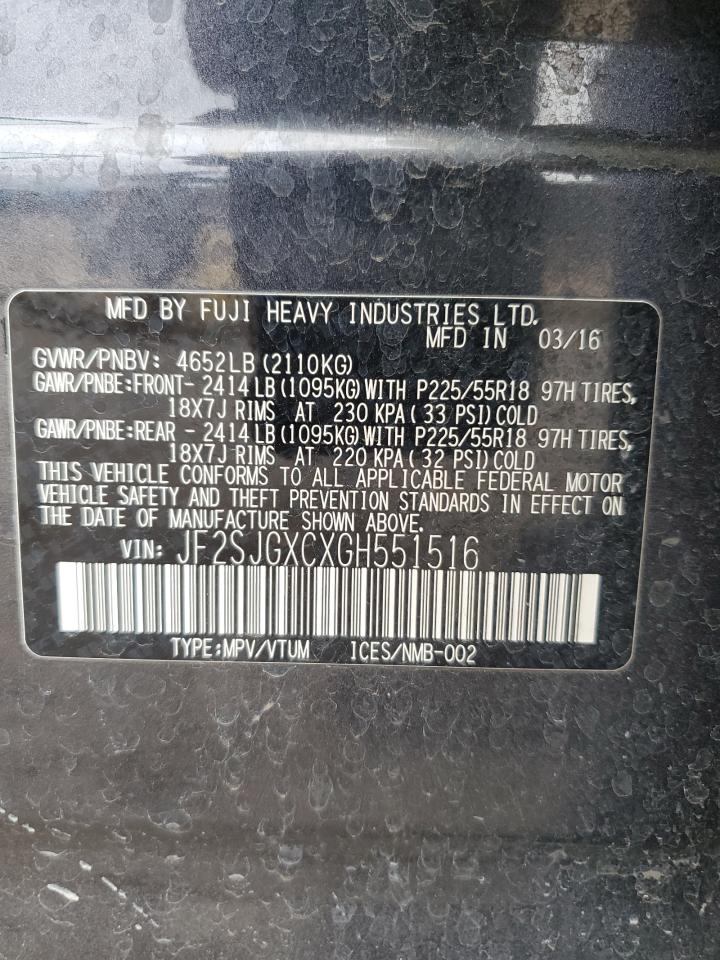 MFD BY FUJI HEAVY INDUSTRIES LTD.
MFD IN 03/16
GVWR/PNBV: 4652LB(2110KG)
GAWR/PNBE:FRONT- 2414LB(1095KG)WITH P225/55R18 97H TIRES,
18X7J RIMS AT 230 KPA(33 PSI)COLD
GAWR/PNBE:REAR - 2414LB(1095KG)WITH P225/55R18 97H TIRES,
18X7J RIMS AT 220 KPA(32 PSI)COLD
THIS VEHICLE CONFORMS TO ALL APPLICABLE FEDERAL MOTOR
VEHICLE SAFETY AND THEFT PREVENTION STANDARDS IN EFFECT ON
THE DATE OF MANUFACTURE SHOWN ABOVE.
VIN: JF2SJGXCXGH551516
TYPE:MPV/VTUM ICES/NMB-002